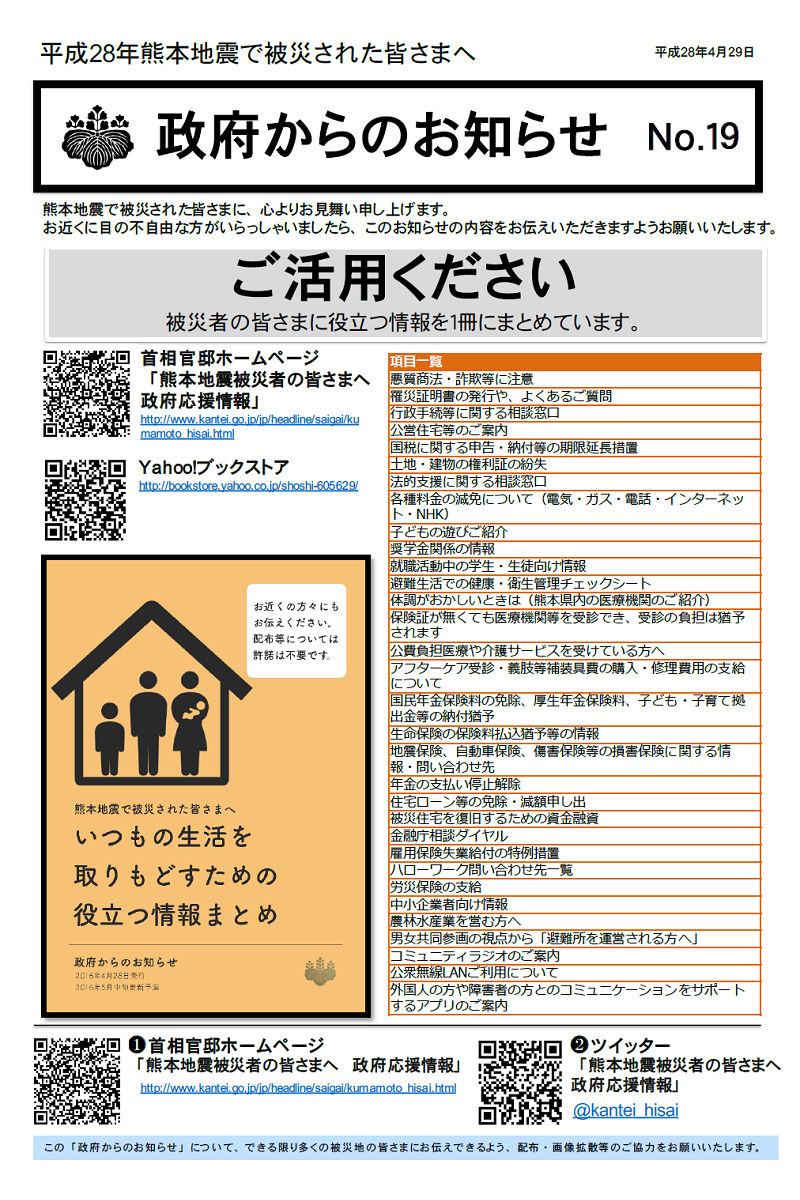 平成28年熊本地震で被災された皆さまへ
平成28年4月29日
政府からのお知らせ No.19
熊本地震で被災された皆さまに、心よりお見舞い申し上げます。
お近くに目の不自由な方がいらっしゃいましたら、このお知らせの内容をお伝えいただきますようお願いいたします。
ご活用ください
被災者の皆さまに役立つ情報を1冊にまとめています。
首相官邸ホームページ
「熊本地震被災者の皆さまへ
政府応援情報」
http://www.kantei.go.jp/jp/headline/saigai/ku
mamoto_hisai.html
Yahoo!ブックストア
http://bookstore.yahoo.co.jp/shoshi-605629/
お近くの方々にも
お伝えください。
配布等については
許諾は不要です。
熊本地震で被災された皆さまへ
いつもの生活を
取りもどすための
役立つ情報まとめ
政府からのお知らせ
2016年4月28日発行
2016年5月中旬更新予定
項目一覧
悪質商法・詐欺等に注意
罹災証明書の発行や、よくあるご質問
行政手続等に関する相談窓口
公営住宅等のご案内
国税に関する申告・納付等の期限延長措置
土地・建物の権利証の紛失
法的支援に関する相談窓口
各種料金の減免について（電気・ガス・電話・インターネッ
ト・NHK）
子どもの遊びご紹介
奨学金関係の情報
就職活動中の学生・生徒向け情報
避難生活での健康・衛生管理チェックシート
体調がおかしいときは（熊本県内の医療機関のご紹介）
保険証が無くても医療機関等を受診でき、受診の負担は猶予
されます
公費負担医療や介護サービスを受けている方へ
アフターケア受診・義肢等補装具費の購入・修理費用の支給
について
国民年金保険料の免除、厚生年金保険料、子ども・子育て拠
出金等の納付猶予
生命保険の保険料払込猶予等の情報
地震保険、自動車保険、傷害保険等の損害保険に関する情
報・問い合わせ先
年金の支払い停止解除
住宅ローン等の免除・減額申し出
被災住宅を復旧するための資金融資
金融庁相談ダイヤル
雇用保険失業給付の特例措置
ハローワーク問い合わせ先一覧
労災保険の支給
中小企業者向け情報
農林水産業を営む方へ
男女共同参画の視点から「避難所を運営される方へ」
コミュニティラジオのご案内
公衆無線LANご利用について
外国人の方や障害者の方とのコミュニケーションをサポート
するアプリのご案内
❶首相官邸ホームページ
「熊本地震被災者の皆さまへ 政府応援情報」
http://www.kantei.go.jp/jp/headline/saigai/kumamoto_hisai.html
❷ツイッター
「熊本地震被災者の皆さまへ
政府応援情報」
@kantei_hisai
この「政府からのお知らせ」について、できる限り多くの被災地の皆さまにお伝えできるよう、配布・画像拡散等のご協力をお願いいたします。